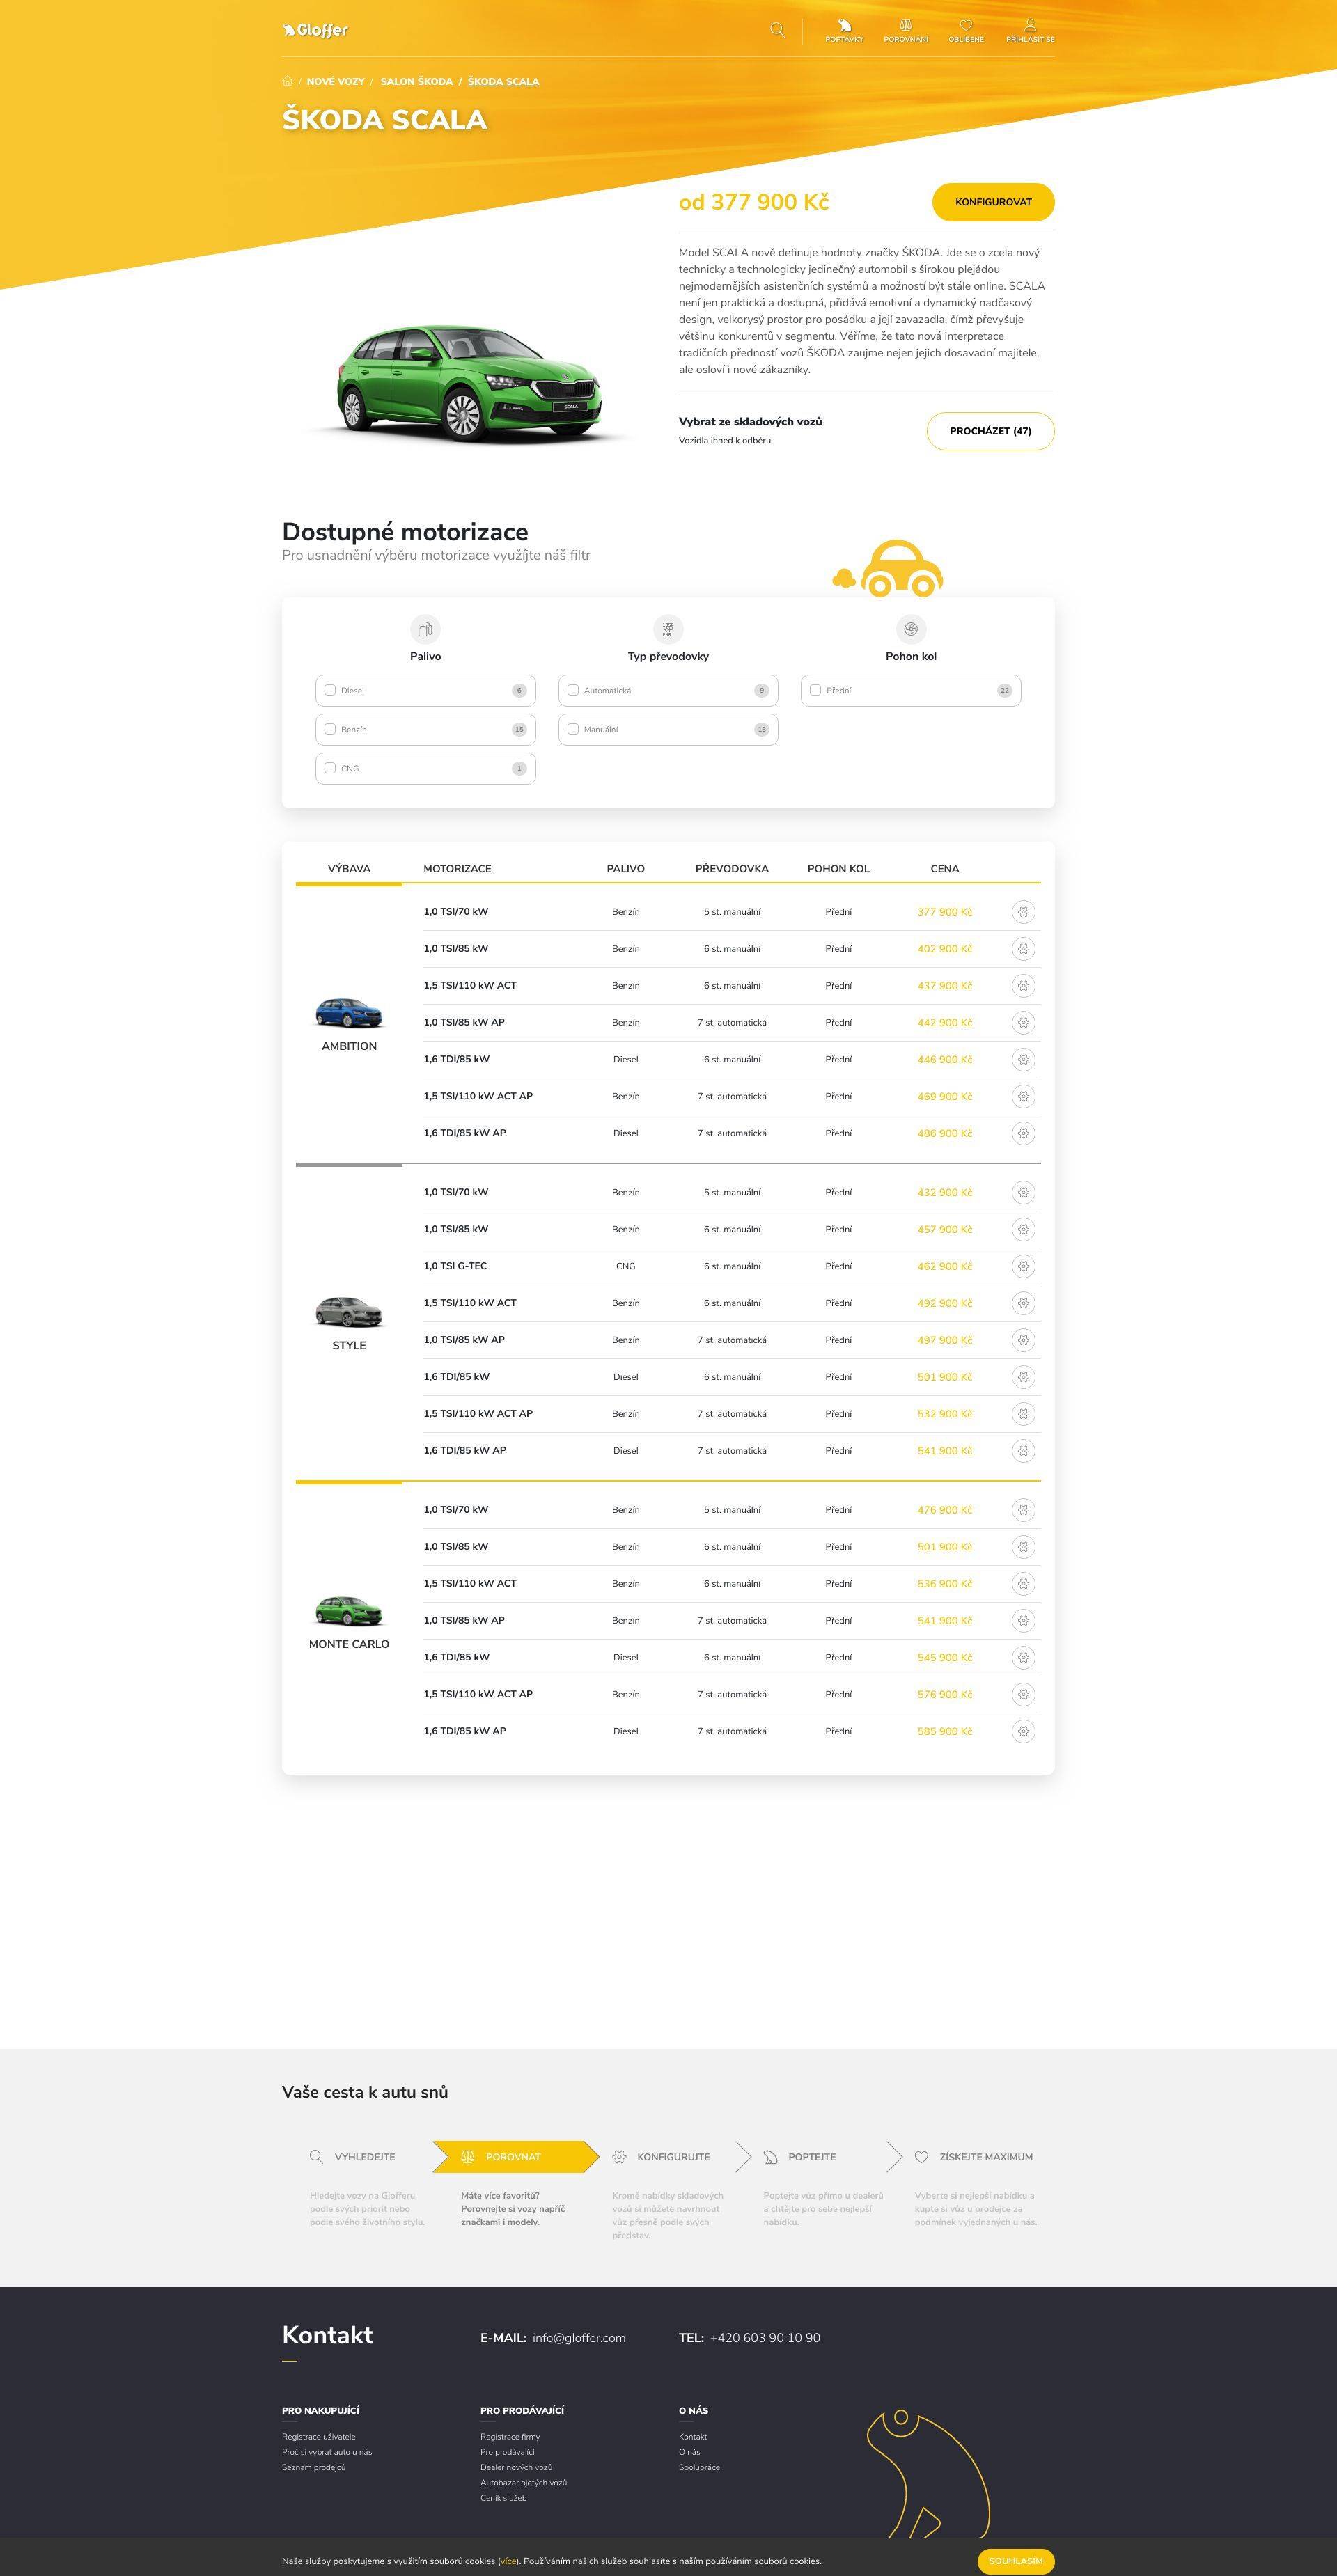 Gloffer
POPTÁVKY
POROVNÁNÍ
OBLÍBENÉ
PŘIHLÁSIT SE
/ NOVÉ VOZY / SALON ŠKODA / ŠKODA SCALA
ŠKODA SCALA
od 377 900 Kč
KONFIGUROVAT
Model SCALA nově definuje hodnoty značky ŠKODA. Jde se o zcela nový
technicky a technologicky jedinečný automobil s širokou plejádou
nejmodernějších asistenčních systémů a možností být stále online. SCALA
není jen praktická a dostupná, přidává emotivní a dynamický nadčasový
design, velkorysý prostor pro posádku a její zavazadla, čímž převyšuje
většinu konkurentů v segmentu. Věříme, že tato nová interpretace
tradičních předností vozů ŠKODA zaujme nejen jejich dosavadní majitele,
ale osloví i nové zákazníky.
SCALA
Vybrat ze skladových vozů
Vozidla ihned k odběru
PROCHÁZET (47)
Dostupné motorizace
Pro usnadnění výběru motorizace využíjte náš filtr
Palivo
Typ převodovky
Pohon kol
Diesel 6
Automatická 9
Přední 22
Benzín 15
Manuální 13
CNG 1
VÝBAVA MOTORIZACE PALIVO PŘEVODOVKA POHON KOL CENA
1,0 TSI/70 kW Benzín 5 st. manuální Přední 377 900 Kč
1,0 TSI/85 kW Benzín 6 st. manuální Přední 402 900 Kč
1,5 TSI/110 kW ACT Benzín 6 st. manuální Přední 437 900 Kč
1,0 TSI/85 kW AP Benzín 7 st. automatická Přední 442 900 Kč
AMBITION
1,6 TDI/85 kW Diesel 6 st. manuální Přední 446 900 Kč
1,5 TSI/110 kW ACT AP Benzín 7 st. automatická Přední 469 900 Kč
1,6 TDI/85 kW AP Diesel 7 st. automatická Přední 486 900 Kč
1,0 TSI/70 kW Benzín 5 st. manuální Přední 432 900 Kč
1,0 TSI/85 kW Benzín 6 st. manuální Přední 457 900 Kč
1,0 TSI G-TEC CNG 6 st. manuální Přední 462 900 Kč
1,5 TSI/110 kW ACT Benzín 6 st. manuální Přední 492 900 Kč
1,0 TSI/85 kW AP Benzín 7 st. automatická Přední 497 900 Kč
STYLE
1,6 TDI/85 kW Diesel 6 st. manuální Přední 501 900 Kč
1,5 TSI/110 kW ACT AP Benzín 7 st. automatická Přední 532 900 Kč
1,6 TDI/85 kW AP Diesel 7 st. automatická Přední 541 900 Kč
1,0 TSI/70 kW Benzín 5 st. manuální Přední 476 900 Kč
1,0 TSI/85 kW Benzín 6 st. manuální Přední 501 900 Kč
1,5 TSI/110 kW ACT Benzín 6 st. manuální Přední 536 900 Kč
1,0 TSI/85 kW AP Benzín 7 st. automatická Přední 541 900 Kč
MONTE CARLO
1,6 TDI/85 kW Diesel 6 st. manuální Přední 545 900 Kč
1,5 TSI/110 kW ACT AP Benzín 7 st. automatická Přední 576 900 Kč
1,6 TDI/85 kW AP Diesel 7 st. automatická Přední 585 900 Kč
Vaše cesta k autu snů
VYHLEDEJTE
Hledejte vozy na Glofferu
podle svých priorit nebo
podle svého životního stylu.
POROVNAT
Máte více favoritů?
Porovnejte si vozy napříč
značkami i modely.
KONFIGURUJTE
Kromě nabídky skladových
vozů si můžete navrhnout
vůz přesně podle svých
představ.
POPTEJTE
Poptejte vůz přímo u dealerů
a chtějte pro sebe nejlepší
nabídku.
ZÍSKEJTE MAXIMUM
Vyberte si nejlepší nabídku a
kupte si vůz u prodejce za
podmínek vyjednaných u nás.
Kontakt
E-MAIL: info@gloffer.com
TEL: +420 603 90 10 90
PRO NAKUPUJÍCÍ
Registrace uživatele
Proč si vybrat auto u nás
Seznam prodejců
PRO PRODÁVAJÍCÍ
Registrace firmy
Pro prodávající
Dealer nových vozů
Autobazar ojetých vozů
Ceník služeb
O NÁS
Kontakt
O nás
Spolupráce
Naše služby poskytujeme s využitím souborů cookies (více). Používáním našich služeb souhlasíte s naším používáním souborů cookies.
SOUHLASÍM